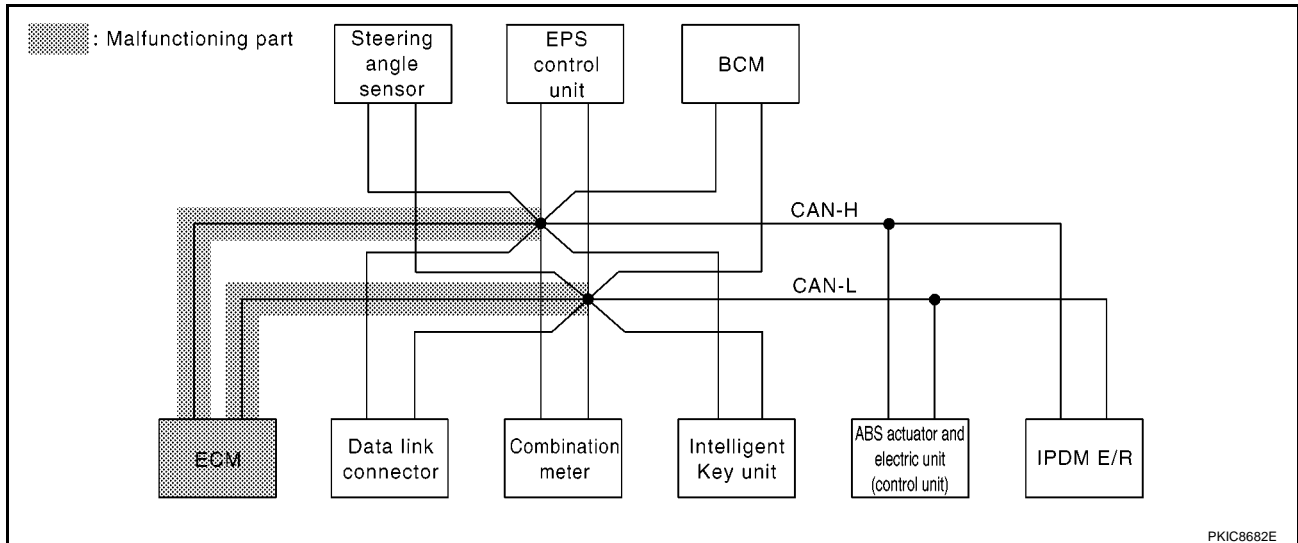 : Malfunctioning part
Steering
angle
sensor
EPS
control
unit
BCM
CAN-H
CAN-L
ECM
Data link
connector
Combination
meter
Intelligent
Key unit
ABS actuator and
electric unit
(control unit)
IPDM E/R
PKIC8682E